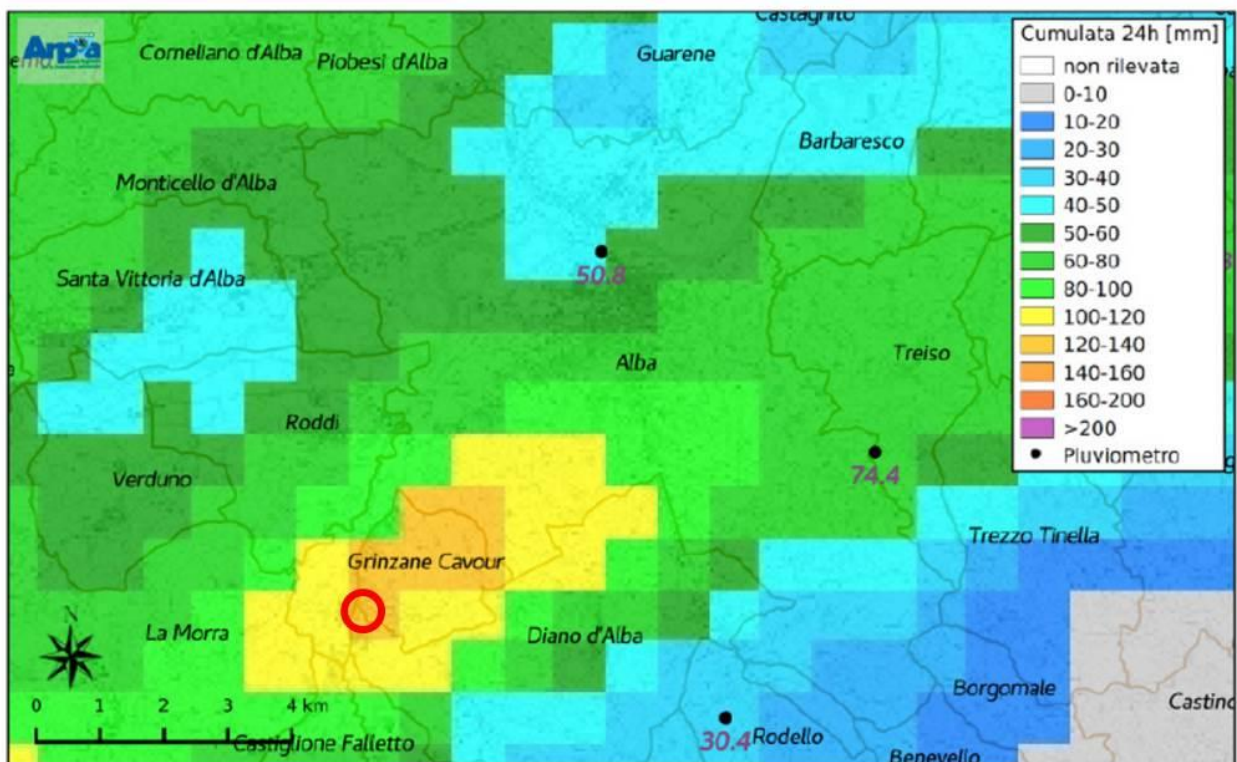 Castagnito
Arpa
Corneliano d'Alba
Piobesi d'Alba
Guarene
Barbaresco
Monticello d'Alba
Santa Vittoria d'Alba
50.8
Alba
Treiso
Roddi
Verduno
74.4
Trezzo Tinella
Grinzane Cavour
La Morra
Diano d'Alba
Borgomale
Castino
N
0 1 2 3 4 km
Castiglione Falletto
30.4
Rodello
Benevello
Cumulata 24h [mm]
non rilevata
0-10
10-20
20-30
30-40
40-50
50-60
60-80
80-100
100-120
120-140
140-160
160-200
>200
Pluviometro